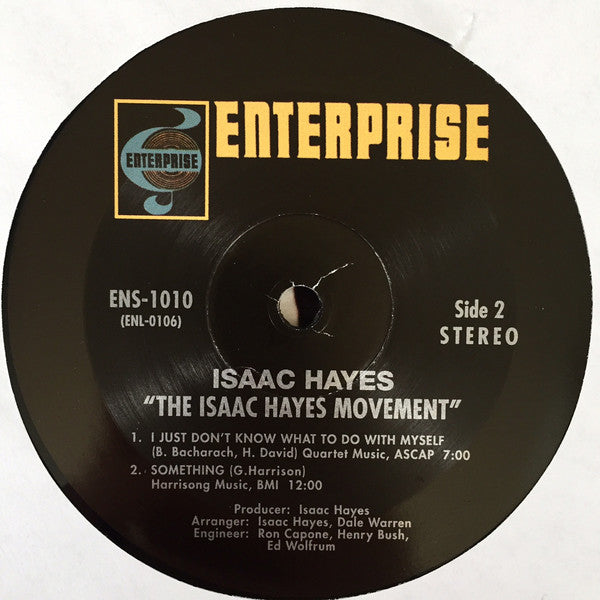 ENTERPRISE
ENTERPRISE
ENS-1010
(ENL-0106)
Side 2
STEREO
ISAAC HAYES
"THE ISAAC HAYES MOVEMENT"
1. I JUST DON'T KNOW WHAT TO DO WITH MYSELF
(B. Bacharach, H. David) Quartet Music, ASCAP 7:00
2. SOMETHING (G.Harrison)
Harrisong Music, BMI 12:00
Producer: Isaac Hayes
Arranger: Isaac Hayes, Dale Warren
Engineer: Ron Capone, Henry Bush,
Ed Wolfrum